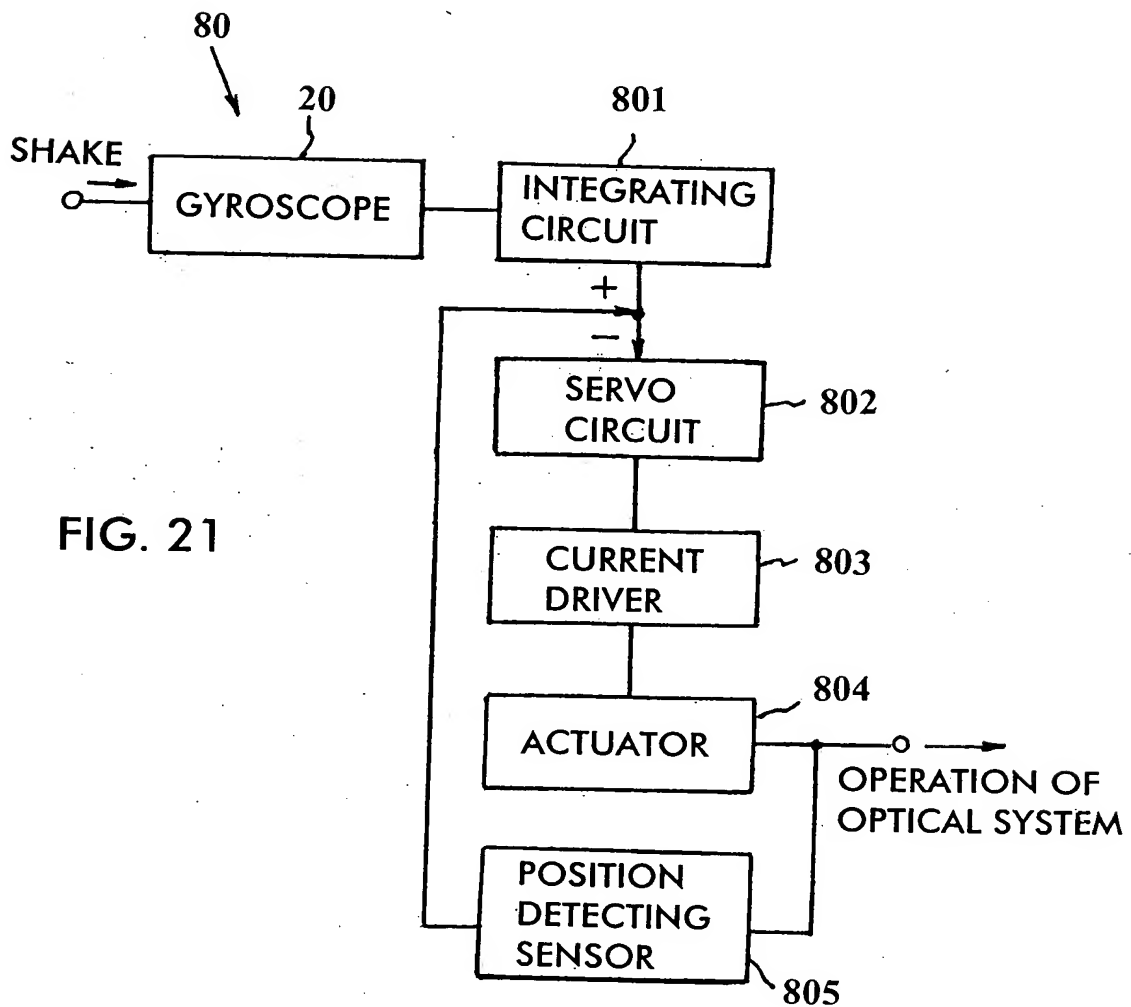 80
20
801
SHAKE
GYROSCOPE
INTEGRATING
CIRCUIT
+
−
SERVO
CIRCUIT
802
FIG. 21
CURRENT
DRIVER
803
804
ACTUATOR
OPERATION OF
OPTICAL SYSTEM
POSITION
DETECTING
SENSOR
805